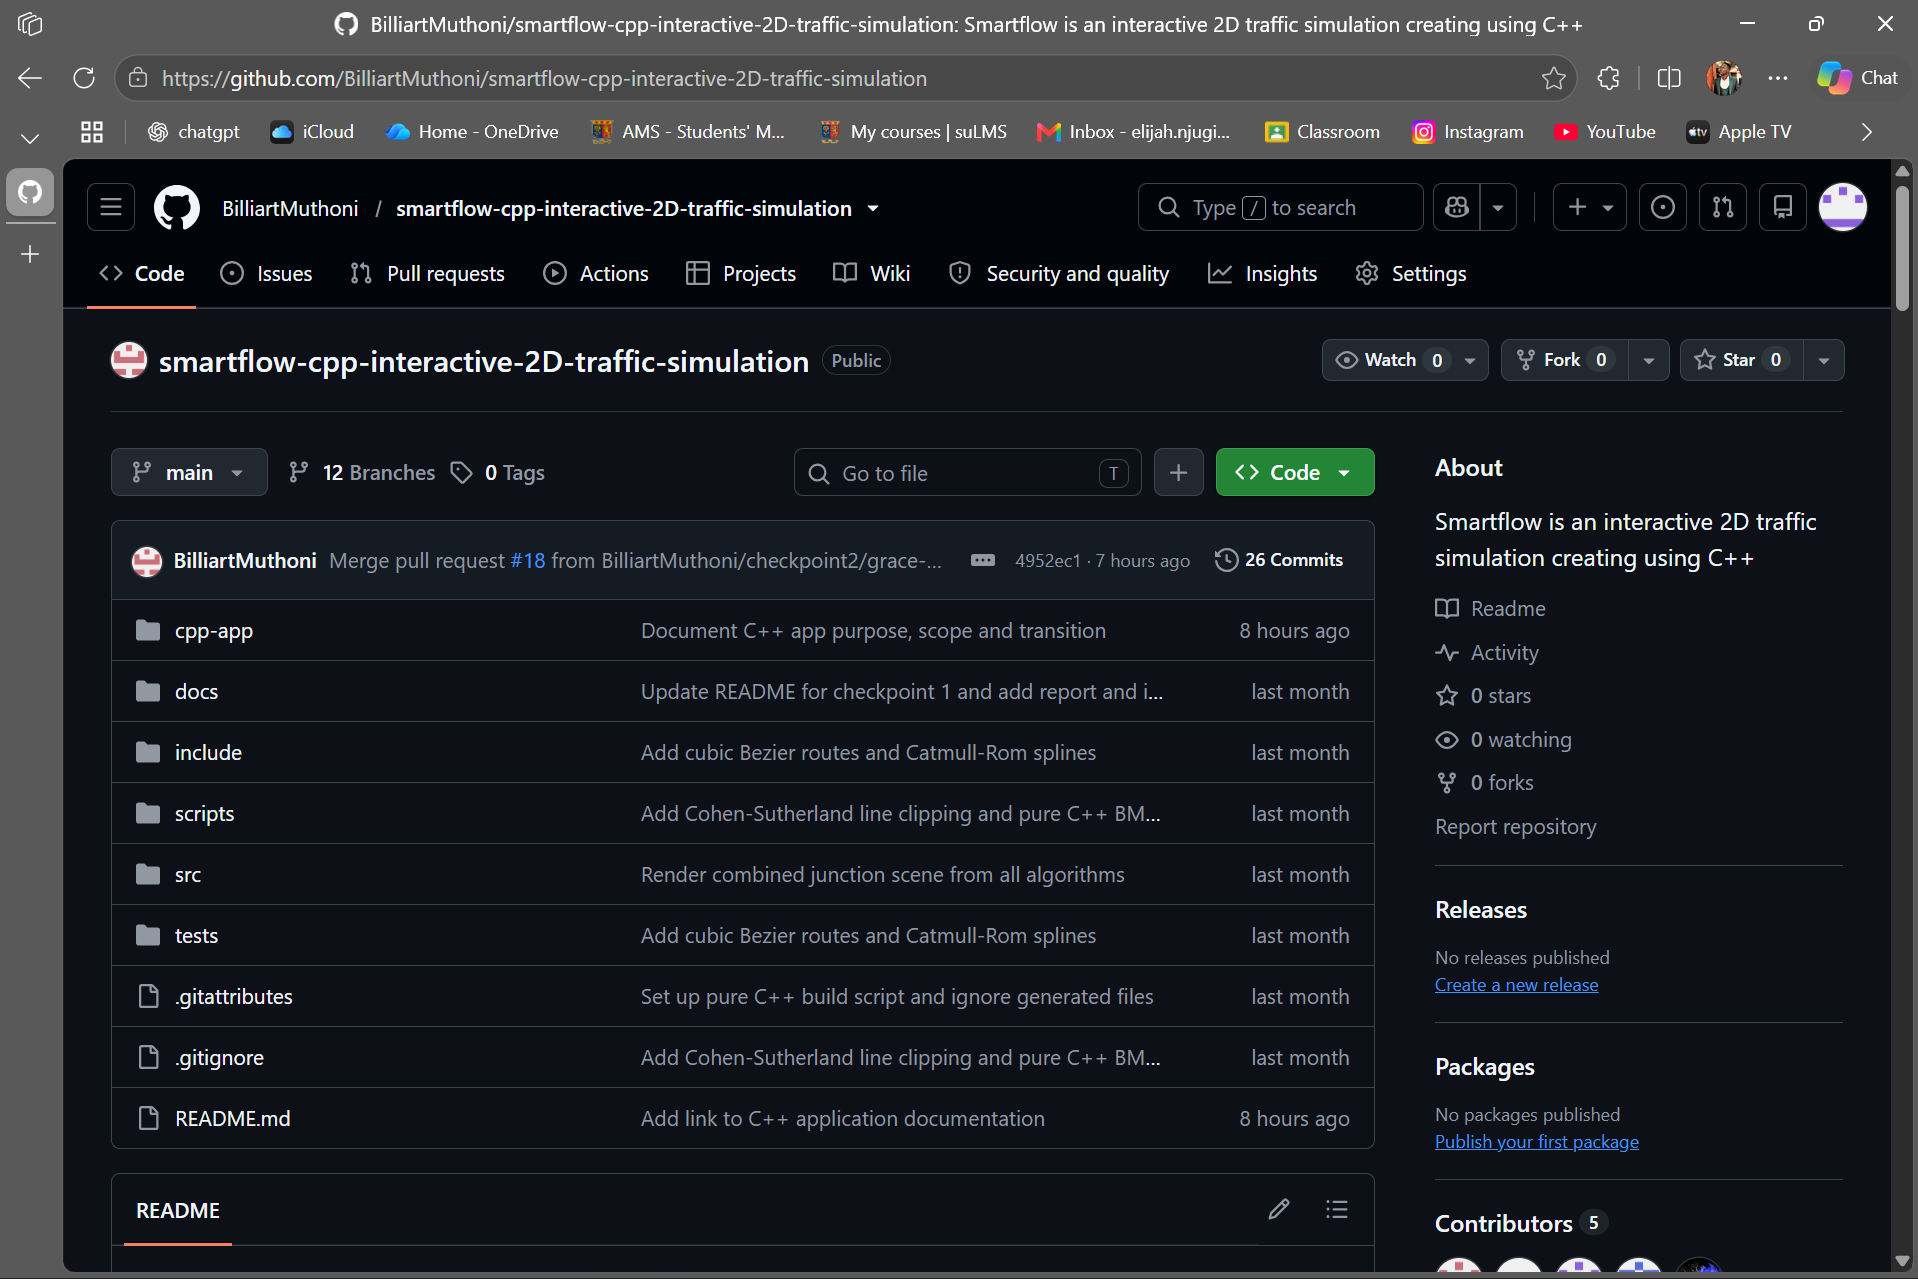 BilliartMuthoni/smartflow-cpp-interactive-2D-traffic-simulation: Smartflow is an interactive 2D traffic simulation creating using C++
https://github.com/BilliartMuthoni/smartflow-cpp-interactive-2D-traffic-simulation
Chat
chatgpt
iCloud
Home - OneDrive
AMS - Students' M...
My courses | suLMS
Inbox - elijah.njugi...
Classroom
Instagram
YouTube
Apple TV
BilliartMuthoni / smartflow-cpp-interactive-2D-traffic-simulation
Type / to search
Code
Issues
Pull requests
Actions
Projects
Wiki
Security and quality
Insights
Settings
smartflow-cpp-interactive-2D-traffic-simulation Public
Watch 0
Fork 0
Star 0
main
12 Branches
0 Tags
Go to file T
Code
BilliartMuthoni Merge pull request #18 from BilliartMuthoni/checkpoint2/grace-... 4952ec1 · 7 hours ago 26 Commits
cpp-app Document C++ app purpose, scope and transition 8 hours ago
docs Update README for checkpoint 1 and add report and i... last month
include Add cubic Bezier routes and Catmull-Rom splines last month
scripts Add Cohen-Sutherland line clipping and pure C++ BM... last month
src Render combined junction scene from all algorithms last month
tests Add cubic Bezier routes and Catmull-Rom splines last month
.gitattributes Set up pure C++ build script and ignore generated files last month
.gitignore Add Cohen-Sutherland line clipping and pure C++ BM... last month
README.md Add link to C++ application documentation 8 hours ago
README
About
Smartflow is an interactive 2D traffic
simulation creating using C++
Readme
Activity
0 stars
0 watching
0 forks
Report repository
Releases
No releases published
Create a new release
Packages
No packages published
Publish your first package
Contributors 5